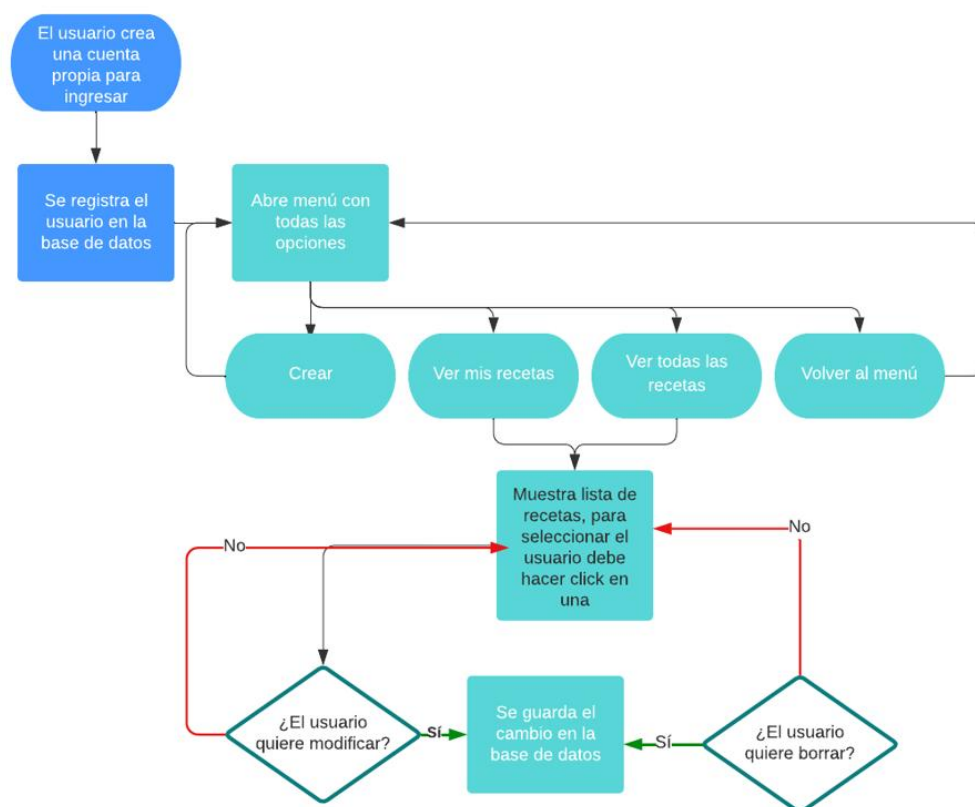 El usuario crea
una cuenta
propia para
ingresar
Se registra el
usuario en la
base de datos
Abre menú con
todas las
opciones
Crear
Ver mis recetas
Ver todas las
recetas
Volver al menú
Muestra lista de
recetas, para
seleccionar el
usuario debe
hacer click en
una
No
No
¿El usuario
quiere modificar?
Sí
Se guarda el
cambio en la
base de datos
Sí
¿El usuario
quiere borrar?